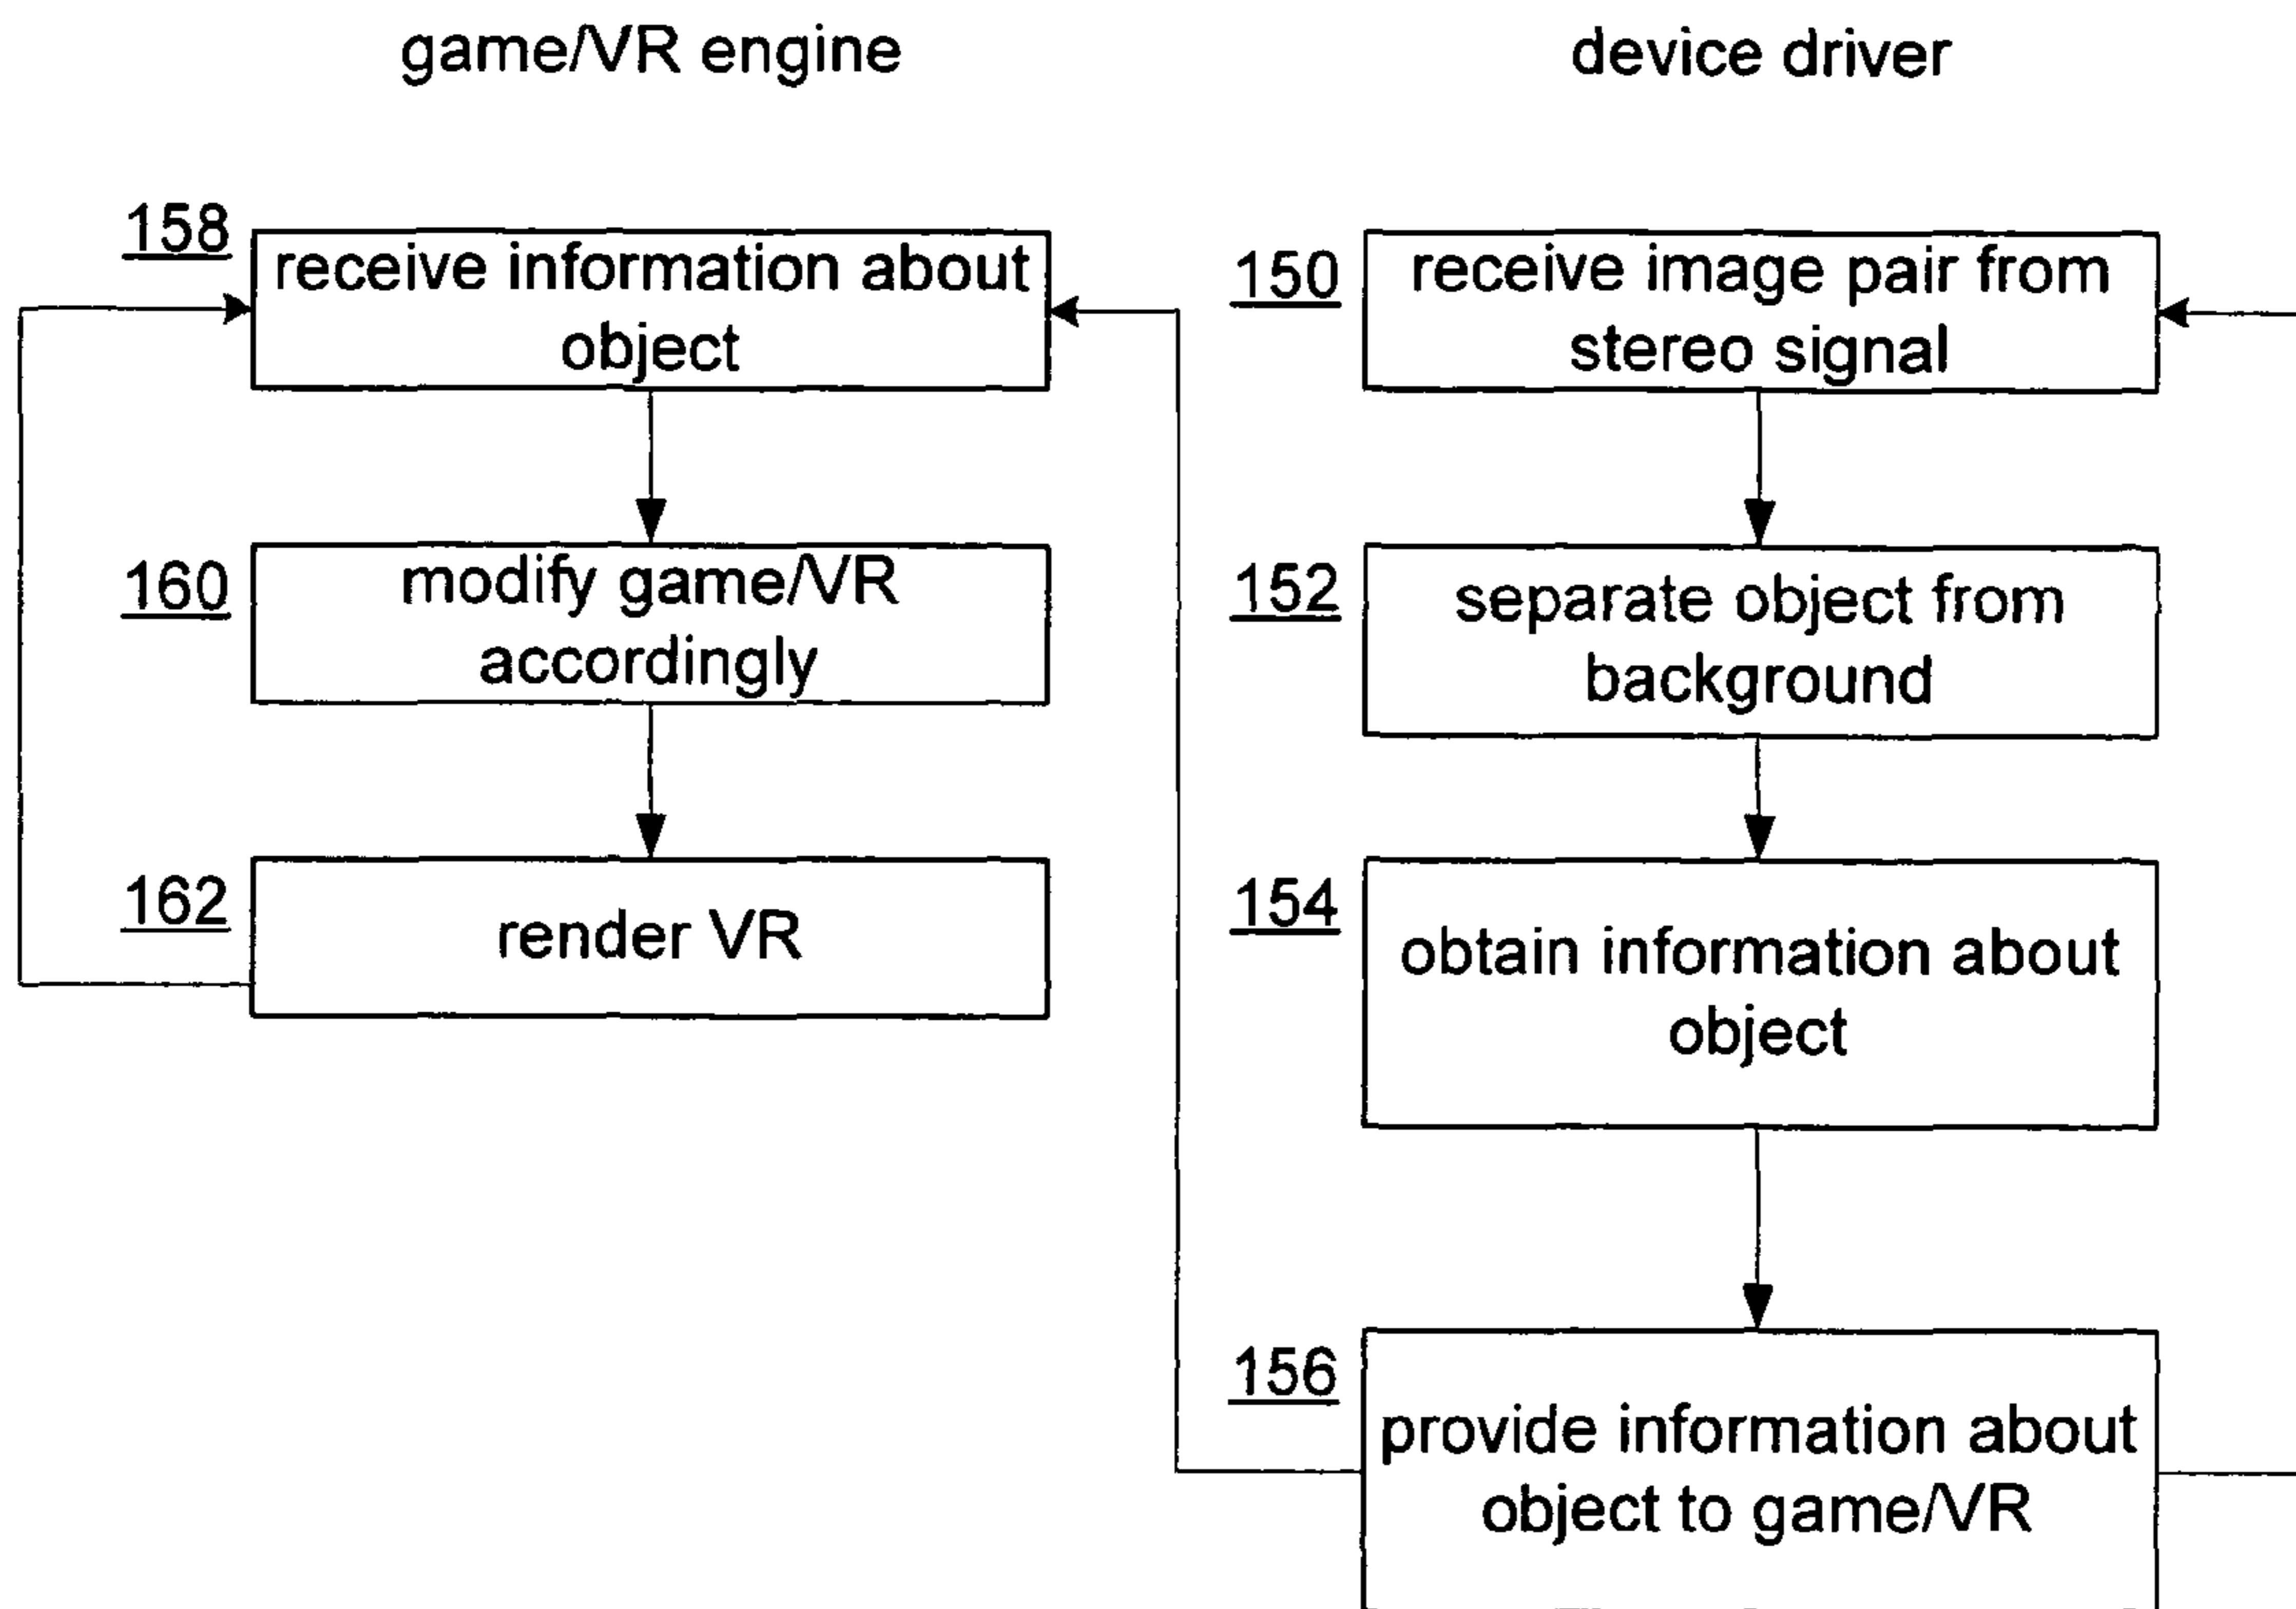 game/VR engine
device driver
158
receive information about
object
160
modify game/VR
accordingly
162
render VR
150
receive image pair from
stereo signal
152
separate object from
background
154
obtain information about
object
156
provide information about
object to game/VR